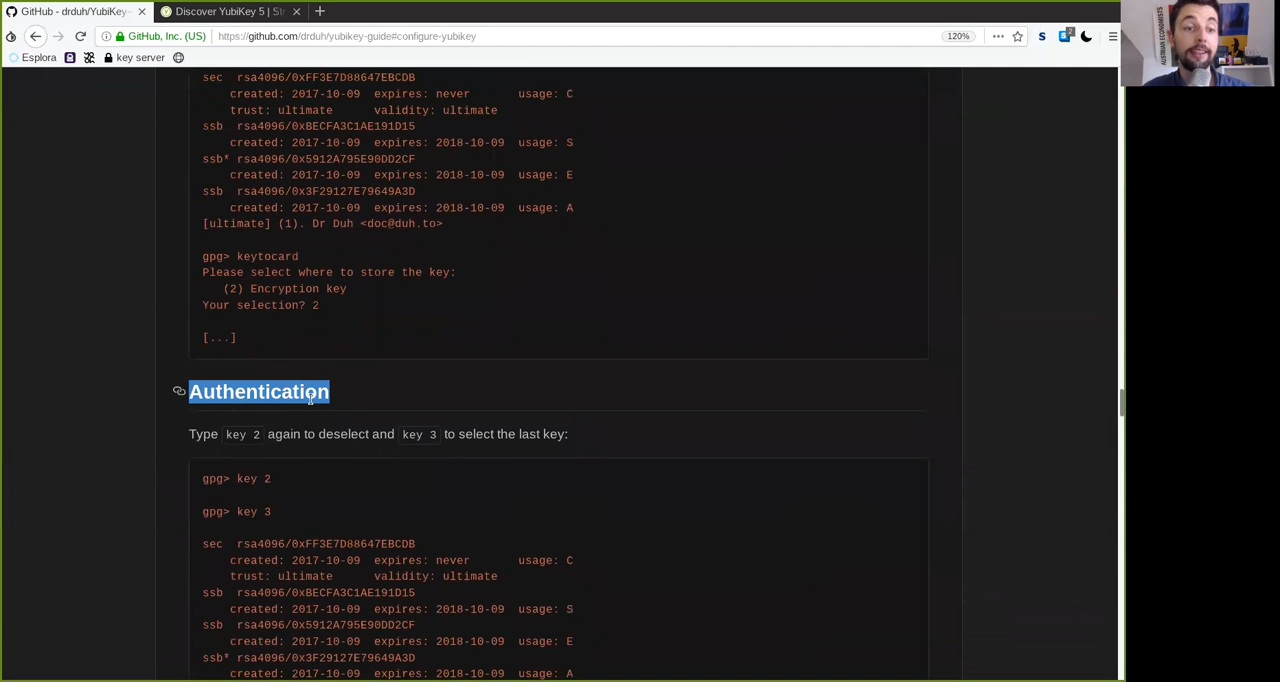 GitHub - drduh/YubiKey-
Discover YubiKey 5 | Str
GitHub, Inc. (US)
https://github.com/drduh/yubikey-guide#configure-yubikey
120%
S
2
Esplora
key server
AUSTRIAN ECONOMISTS
sec rsa4096/0xFF3E7D88647EBCDB
created: 2017-10-09 expires: never usage: C
trust: ultimate validity: ultimate
ssb rsa4096/0xBECFA3C1AE191D15
created: 2017-10-09 expires: 2018-10-09 usage: S
ssb* rsa4096/0x5912A795E90DD2CF
created: 2017-10-09 expires: 2018-10-09 usage: E
ssb rsa4096/0x3F29127E79649A3D
created: 2017-10-09 expires: 2018-10-09 usage: A
[ultimate] (1). Dr Duh <doc@duh.to>
gpg> keytocard
Please select where to store the key:
(2) Encryption key
Your selection? 2
[...]
Authentication
Type key 2 again to deselect and key 3 to select the last key:
gpg> key 2
gpg> key 3
sec rsa4096/0xFF3E7D88647EBCDB
created: 2017-10-09 expires: never usage: C
trust: ultimate validity: ultimate
ssb rsa4096/0xBECFA3C1AE191D15
created: 2017-10-09 expires: 2018-10-09 usage: S
ssb rsa4096/0x5912A795E90DD2CF
created: 2017-10-09 expires: 2018-10-09 usage: E
ssb* rsa4096/0x3F29127E79649A3D
created: 2017-10-09 expires: 2018-10-09 usage: A